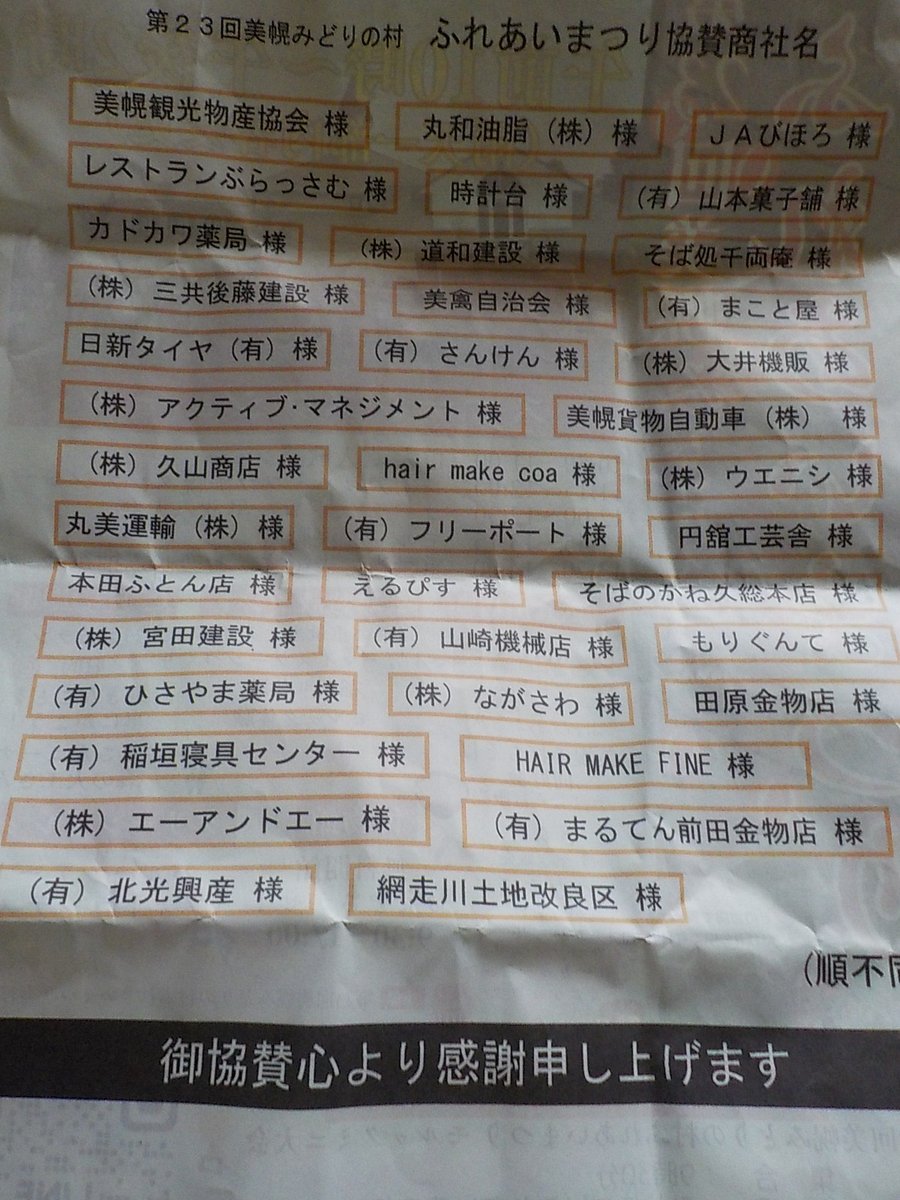 第２３回美幌みどりの村 ふれあいまつり協賛商社名
美幌観光物産協会 様 丸和油脂（株）様 ＪＡびほろ 様
レストランぶらっさむ 様 時計台 様 （有）山本菓子舗 様
カドカワ薬局 様 （株）道和建設 様 そば処千両庵 様
（株）三共後藤建設 様 美禽自治会 様 （有）まこと屋 様
日新タイヤ（有）様 （有）さんけん 様 （株）大井機販 様
（株）アクティブ・マネジメント 様 美幌貨物自動車（株） 様
（株）久山商店 様 hair make coa 様 （株）ウエニシ 様
丸美運輸（株）様 （有）フリーポート 様 円舘工芸舎 様
本田ふとん店 様 えるぴす 様 そばのかね久総本店 様
（株）宮田建設 様 （有）山崎機械店 様 もりぐんて 様
（有）ひさやま薬局 様 （株）ながさわ 様 田原金物店 様
（有）稲垣寝具センター 様 HAIR MAKE FINE 様
（株）エーアンドエー 様 （有）まるてん前田金物店 様
（有）北光興産 様 網走川土地改良区 様
（順不同
御協賛心より感謝申し上げます